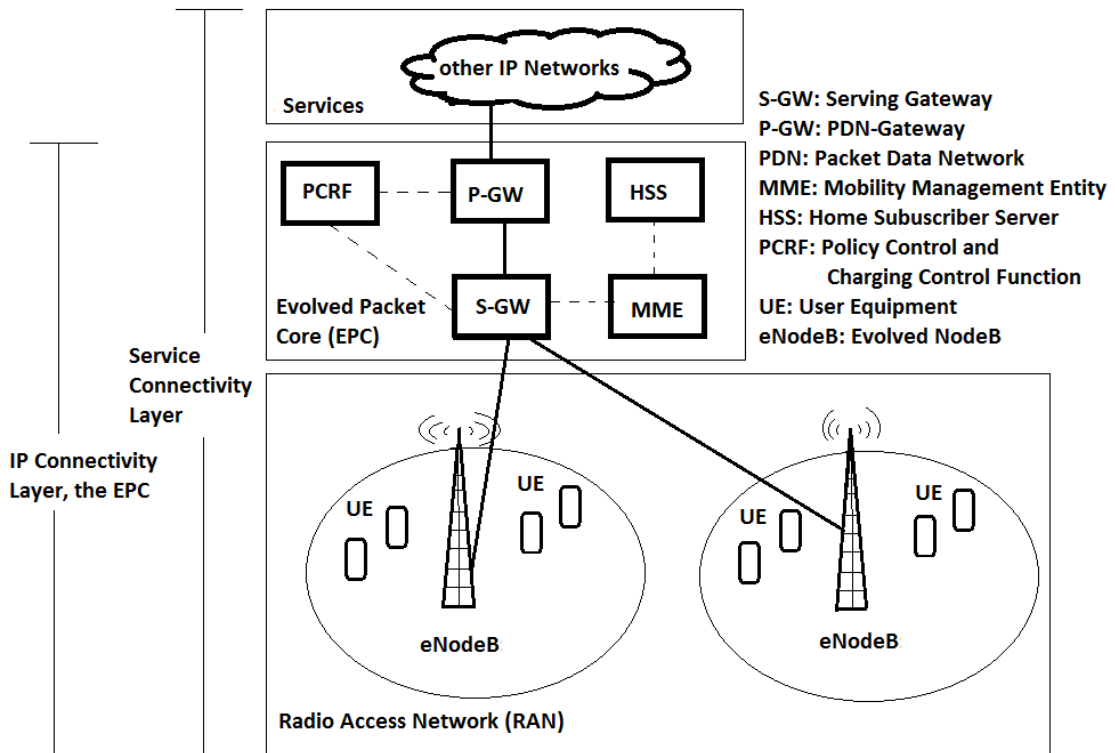 other IP Networks
Services
PCRF
P-GW
HSS
S-GW
MME
Evolved Packet
Core (EPC)
S-GW: Serving Gateway
P-GW: PDN-Gateway
PDN: Packet Data Network
MME: Mobility Management Entity
HSS: Home Subuscriber Server
PCRF: Policy Control and
Charging Control Function
UE: User Equipment
eNodeB: Evolved NodeB
Service
Connectivity
Layer
IP Connectivity
Layer, the EPC
UE
UE
UE
UE
eNodeB
eNodeB
Radio Access Network (RAN)